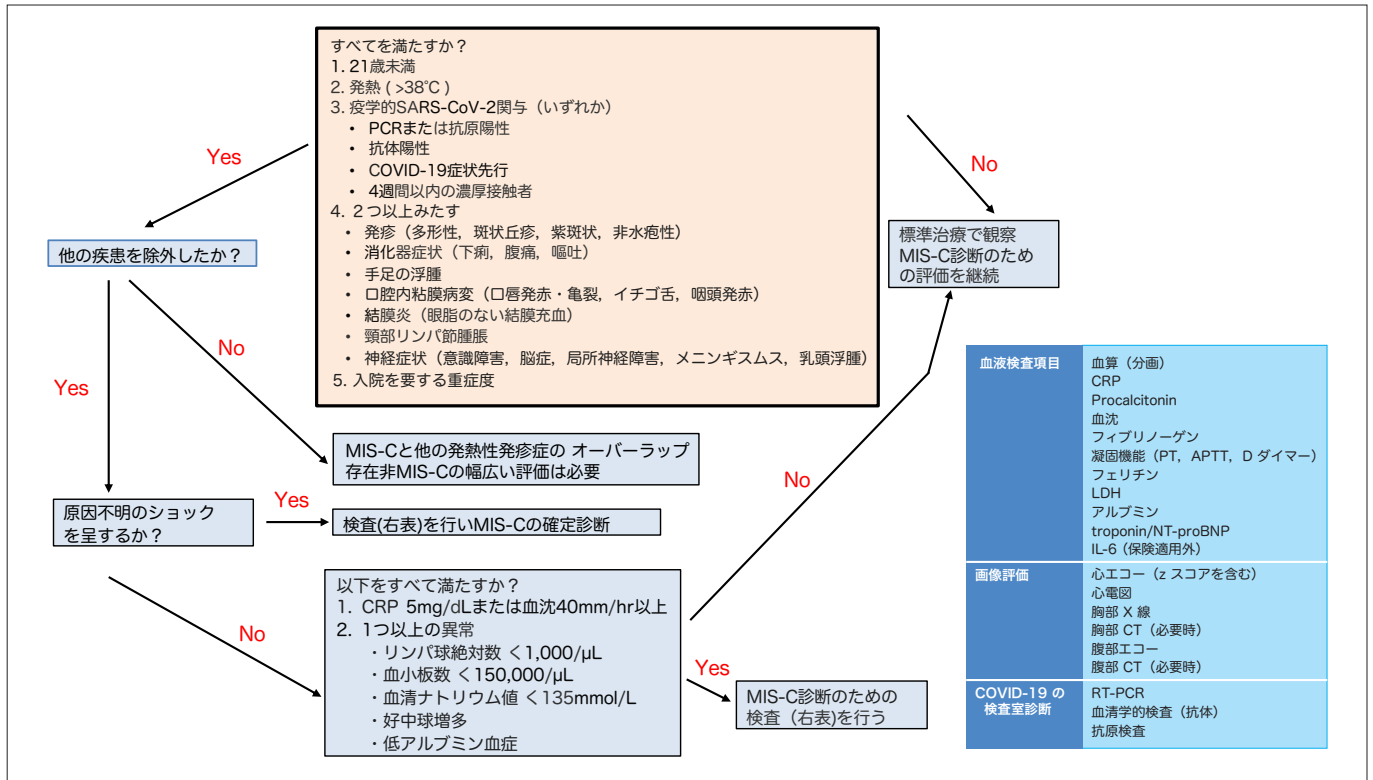 すべてを満たすか？
1. 21歳未満
2. 発熱 ( >38℃ )
3. 疫学的SARS-CoV-2関与（いずれか）
• PCRまたは抗原陽性
• 抗体陽性
• COVID-19症状先行
• 4週間以内の濃厚接触者
4. ２つ以上みたす
• 発疹（多形性，斑状丘疹，紫斑状，非水疱性）
• 消化器症状（下痢，腹痛，嘔吐）
• 手足の浮腫
• 口腔内粘膜病変（口唇発赤・亀裂，イチゴ舌，咽頭発赤）
• 結膜炎（眼脂のない結膜充血）
• 頸部リンパ節腫脹
• 神経症状（意識障害，脳症，局所神経障害，メニンギスムス，乳頭浮腫）
5. 入院を要する重症度
Yes
No
他の疾患を除外したか？
標準治療で観察
MIS-C診断のため
の評価を継続
No
Yes
MIS-Cと他の発熱性発疹症の オーバーラップ
存在非MIS-Cの幅広い評価は必要
原因不明のショック
を呈するか？
Yes
検査(右表)を行いMIS-Cの確定診断
No
No
以下をすべて満たすか？
1. CRP 5mg/dLまたは血沈40mm/hr以上
2. 1つ以上の異常
・リンパ球絶対数 <1,000/μL
・血小板数 <150,000/μL
・血清ナトリウム値 <135mmol/L
・好中球増多
・低アルブミン血症
Yes
MIS-C診断のための
検査（右表)を行う
血液検査項目
血算（分画）
CRP
Procalcitonin
血沈
フィブリノーゲン
凝固機能（PT，APTT，D ダイマー）
フェリチン
LDH
アルブミン
troponin/NT-proBNP
IL-6（保険適用外）
画像評価
心エコー（z スコアを含む）
心電図
胸部 X 線
胸部 CT（必要時）
腹部エコー
腹部 CT（必要時）
COVID-19 の
検査室診断
RT-PCR
血清学的検査（抗体）
抗原検査